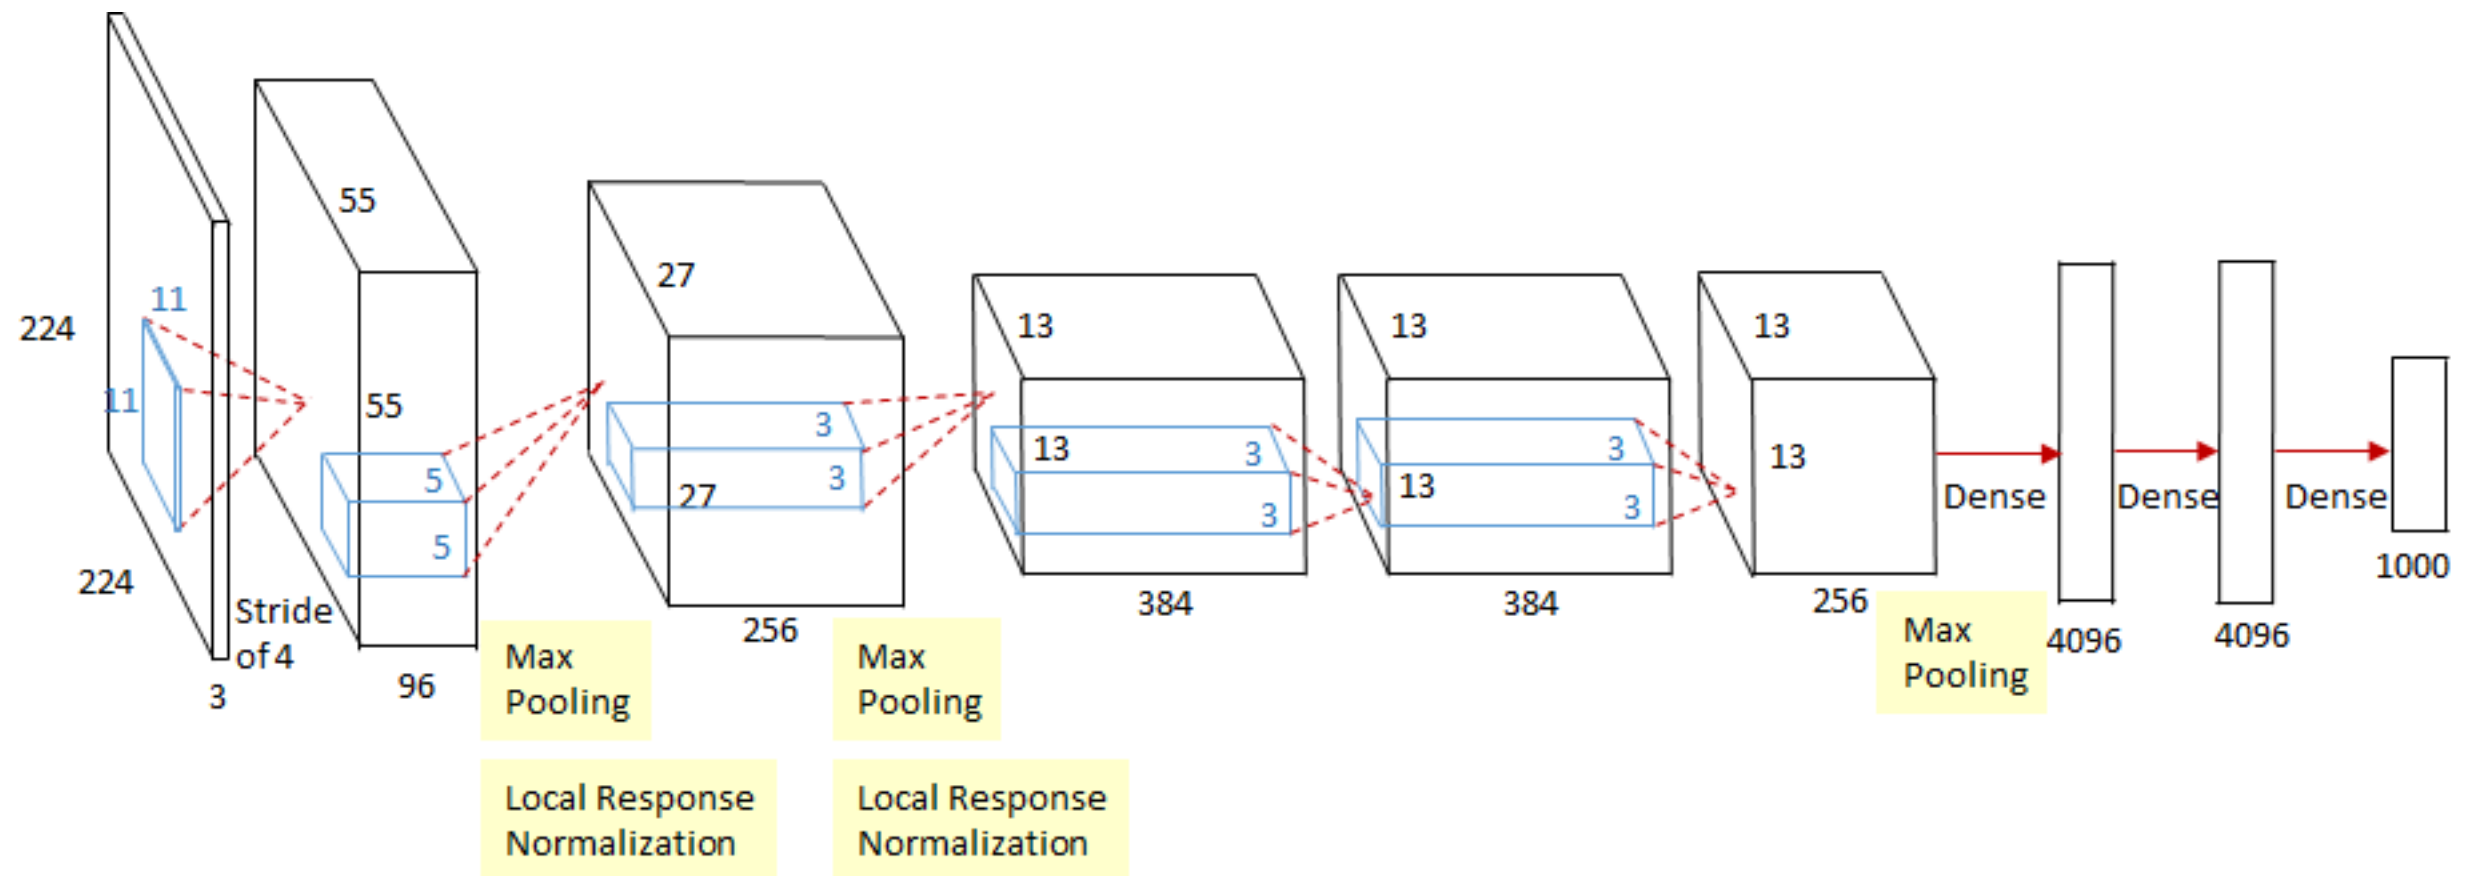 224
224
11
11
3
Stride
of 4
55
55
5
5
96
Max
Pooling
Local Response
Normalization
27
27
3
3
256
Max
Pooling
Local Response
Normalization
13
13
3
3
384
13
13
3
3
384
13
13
256
Max
Pooling
Dense
4096
Dense
4096
Dense
1000